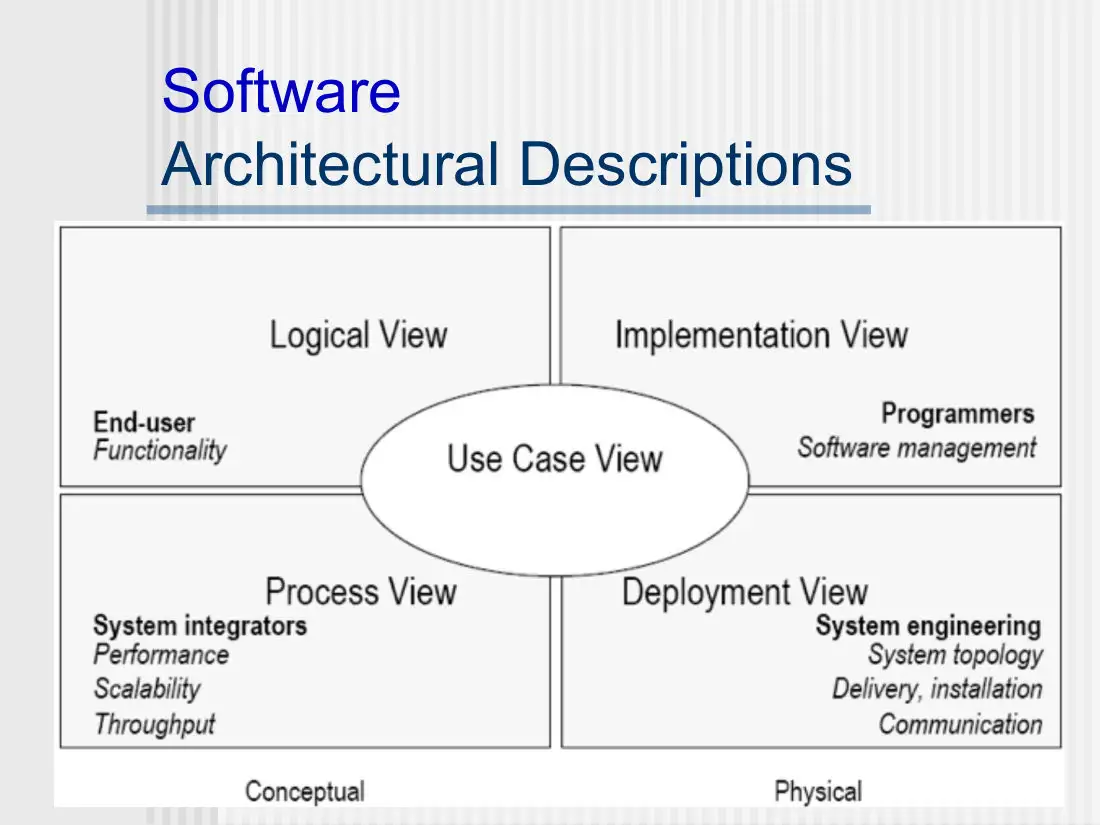 Software
Architectural Descriptions
Logical View
End-user
Functionality
Implementation View
Programmers
Software management
Use Case View
Process View
System integrators
Performance
Scalability
Throughput
Deployment View
System engineering
System topology
Delivery, installation
Communication
Conceptual
Physical